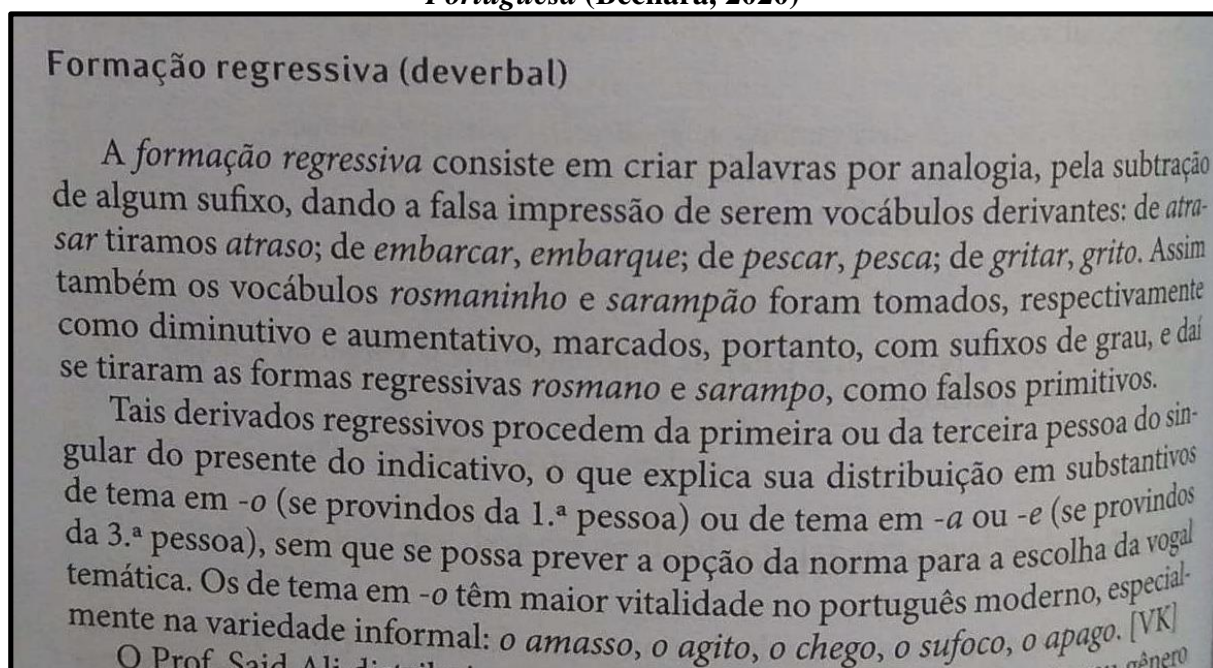 Portuguesa (Bechara, 2020)
Formação regressiva (deverbal)
A formação regressiva consiste em criar palavras por analogia, pela subtração
de algum sufixo, dando a falsa impressão de serem vocábulos derivantes: de atra-
sar tiramos atraso; de embarcar, embarque; de pescar, pesca; de gritar, grito. Assim
também os vocábulos rosmaninho e sarampão foram tomados, respectivamente
como diminutivo e aumentativo, marcados, portanto, com sufixos de grau, e daí
se tiraram as formas regressivas rosmano e sarampo, como falsos primitivos.
Tais derivados regressivos procedem da primeira ou da terceira pessoa do sin-
gular do presente do indicativo, o que explica sua distribuição em substantivos
de tema em -o (se provindos da 1.ª pessoa) ou de tema em -a ou -e (se provindos
da 3.ª pessoa), sem que se possa prever a opção da norma para a escolha da vogal
temática. Os de tema em -o têm maior vitalidade no português moderno, especial-
mente na variedade informal: o amasso, o agito, o chego, o sufoco, o apago. [VK]
O Prof. Said Ali gênero